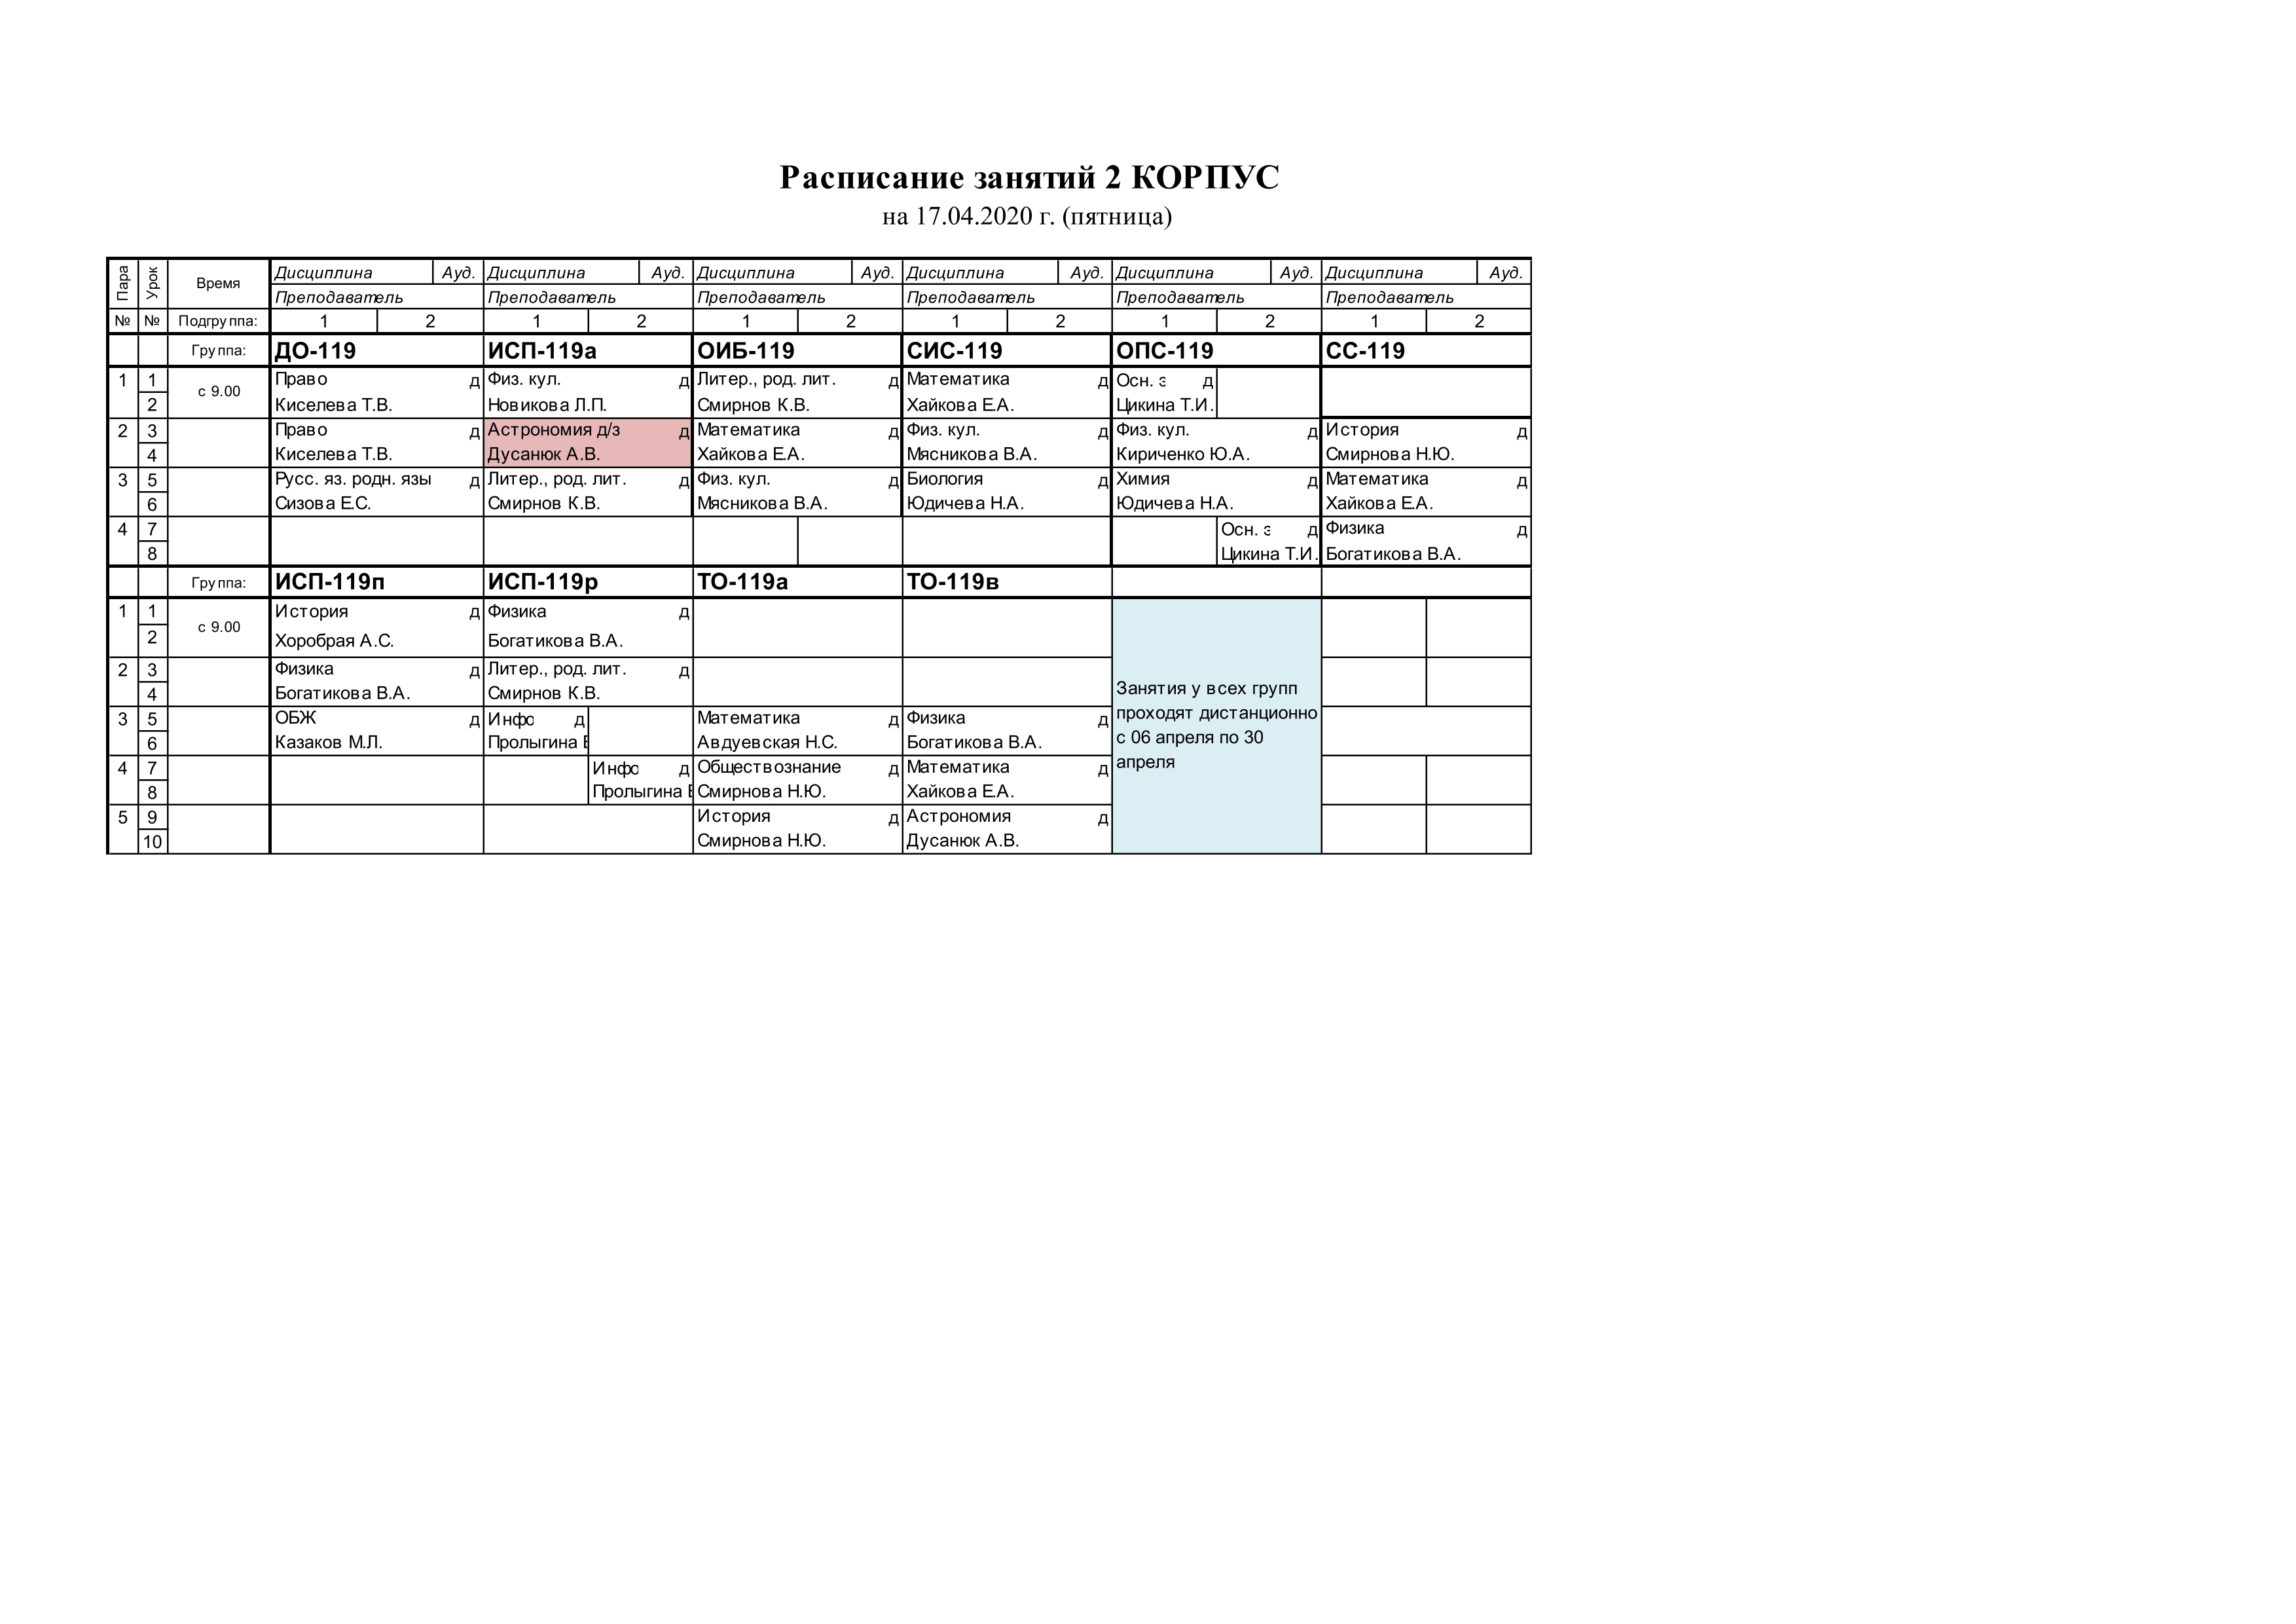 Расписание занятий 2 КОРПУС
на 17.04.2020 г. (пятница)
Пара Урок Время Дисциплина Ауд. Дисциплина Ауд. Дисциплина Ауд. Дисциплина Ауд. Дисциплина Ауд. Дисциплина Ауд.
Преподаватель Преподаватель Преподаватель Преподаватель Преподаватель Преподаватель
№ № Подгруппа: 1 2 1 2 1 2 1 2 1 2 1 2
Группа: ДО-119 ИСП-119а ОИБ-119 СИС-119 ОПС-119 СС-119
1 1 с 9.00 Право д Физ. кул. д Литер., род. лит. д Математика д Осн. э д
2 Киселева Т.В. Новикова Л.П. Смирнов К.В. Хайкова Е.А. Цикина Т.И.
2 3 Право д Астрономия д/з д Математика д Физ. кул. д Физ. кул. д История д
4 Киселева Т.В. Дусанюк А.В. Хайкова Е.А. Мясникова В.А. Кириченко Ю.А. Смирнова Н.Ю.
3 5 Русс. яз. родн. язы д Литер., род. лит. д Физ. кул. д Биология д Химия д Математика д
6 Сизова Е.С. Смирнов К.В. Мясникова В.А. Юдичева Н.А. Юдичева Н.А. Хайкова Е.А.
4 7 Осн. э д Физика д
8 Цикина Т.И. Богатикова В.А.
Группа: ИСП-119п ИСП-119р ТО-119а ТО-119в
1 1 с 9.00 История д Физика д
2 Хоробрая А.С. Богатикова В.А.
2 3 Физика д Литер., род. лит. д
4 Богатикова В.А. Смирнов К.В.
3 5 ОБЖ д Инфо д Математика д Физика д
6 Казаков М.Л. Пролыгина Авдуевская Н.С. Богатикова В.А.
4 7 Инфо д Обществознание д Математика д
8 Пролыгина Смирнова Н.Ю. Хайкова Е.А.
5 9 История д Астрономия д
10 Смирнова Н.Ю. Дусанюк А.В.
Занятия у всех групп
проходят дистанционно
с 06 апреля по 30
апреля